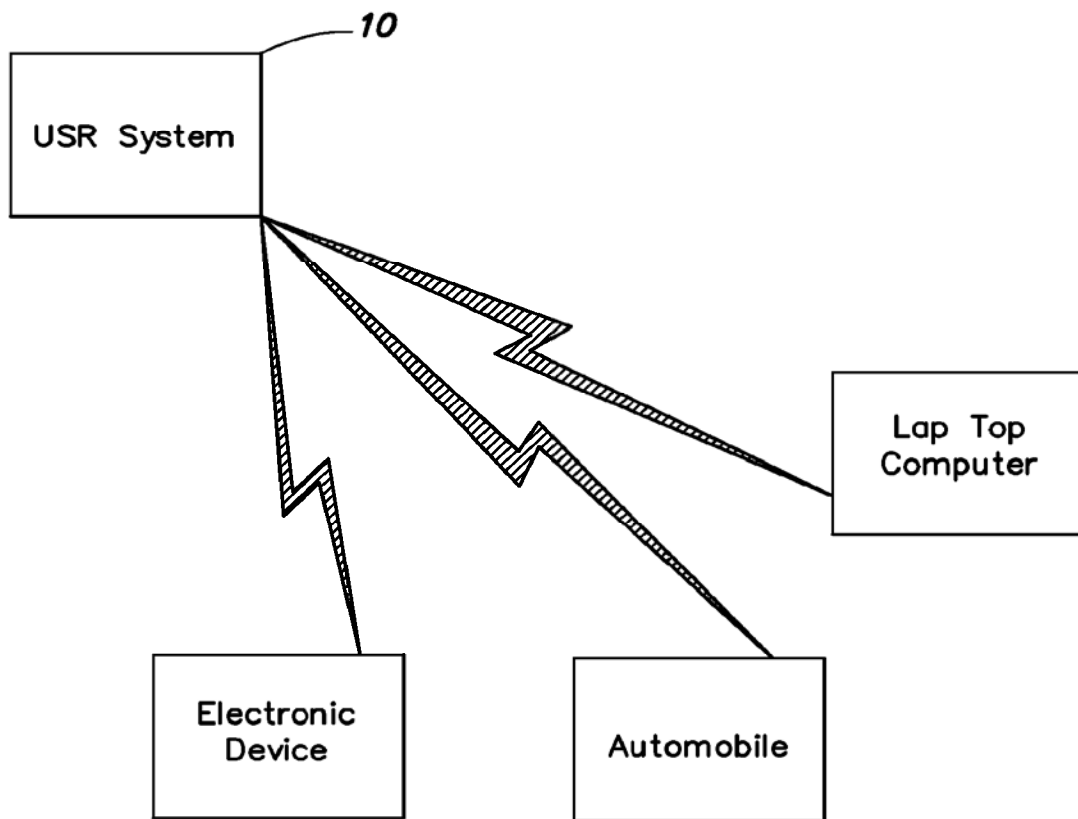 10
USR System
Lap Top
Computer
Electronic
Device
Automobile